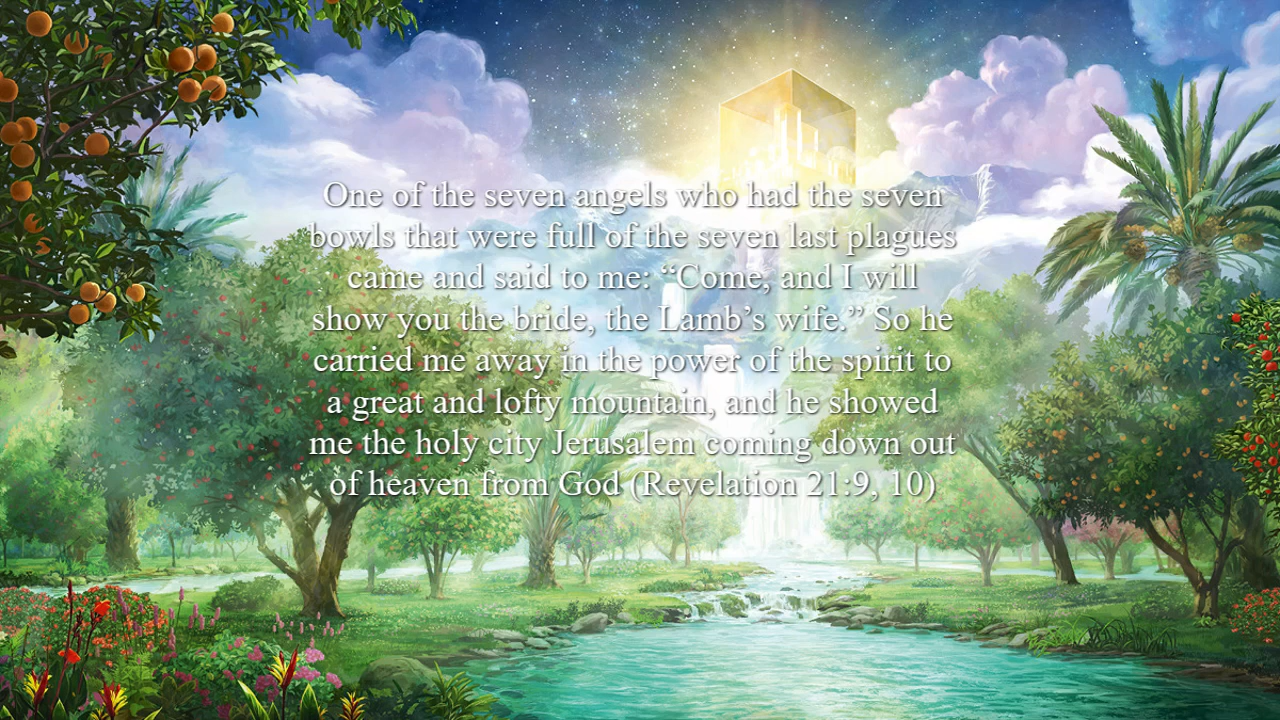 One of the seven angels who had the seven
bowls that were full of the seven last plagues
came and said to me: “Come, and I will
show you the bride, the Lamb’s wife.” So he
carried me away in the power of the spirit to
a great and lofty mountain, and he showed
me the holy city Jerusalem coming down out
of heaven from God (Revelation 21:9, 10)